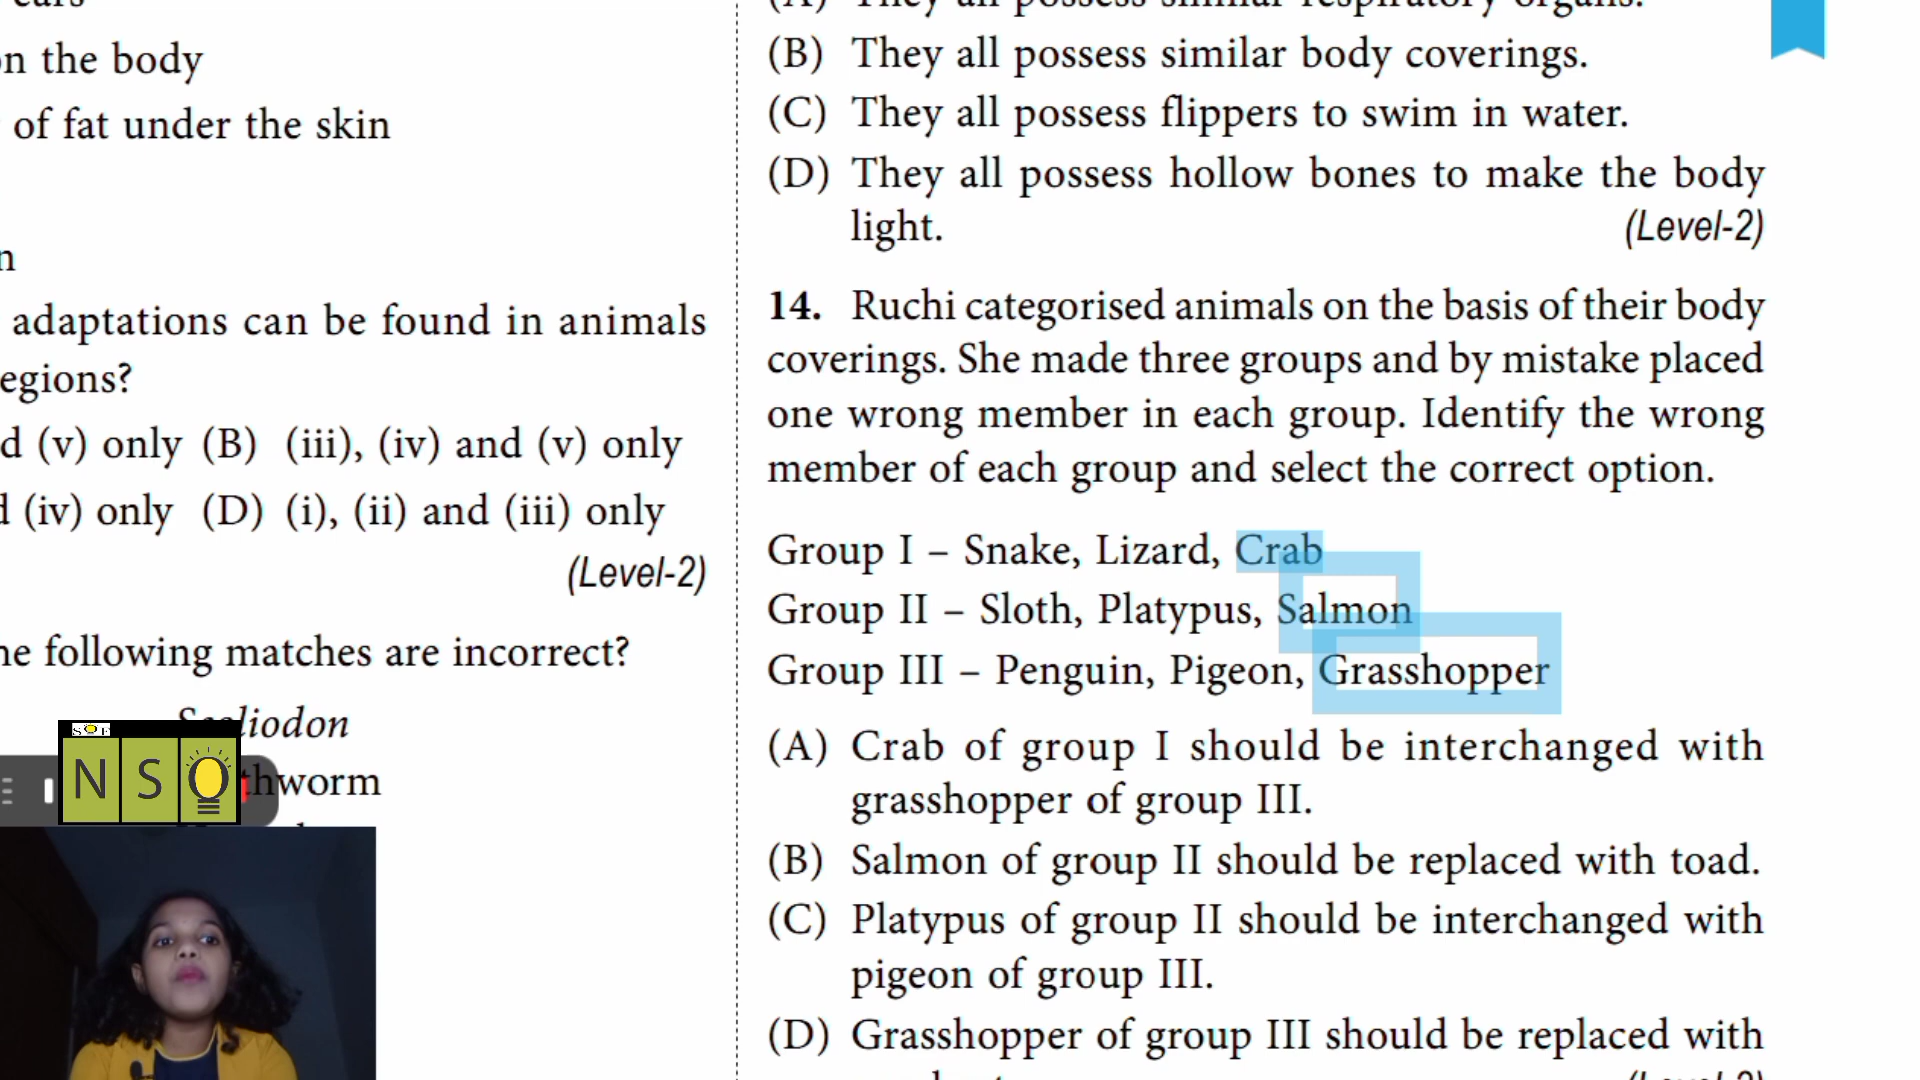 on the body
of fat under the skin
n
adaptations can be found in animals
egions?
d (v) only (B) (iii), (iv) and (v) only
(iv) only (D) (i), (ii) and (iii) only
(Level-2)
he following matches are incorrect?
thworm
NSO
(B) They all possess similar body coverings.
(C) They all possess flippers to swim in water.
(D) They all possess hollow bones to make the body
light. (Level-2)
14. Ruchi categorised animals on the basis of their body
coverings. She made three groups and by mistake placed
one wrong member in each group. Identify the wrong
member of each group and select the correct option.
Group I – Snake, Lizard, Crab
Group II – Sloth, Platypus, Salmon
Group III – Penguin, Pigeon, Grasshopper
(A) Crab of group I should be interchanged with
grasshopper of group III.
(B) Salmon of group II should be replaced with toad.
(C) Platypus of group II should be interchanged with
pigeon of group III.
(D) Grasshopper of group III should be replaced with